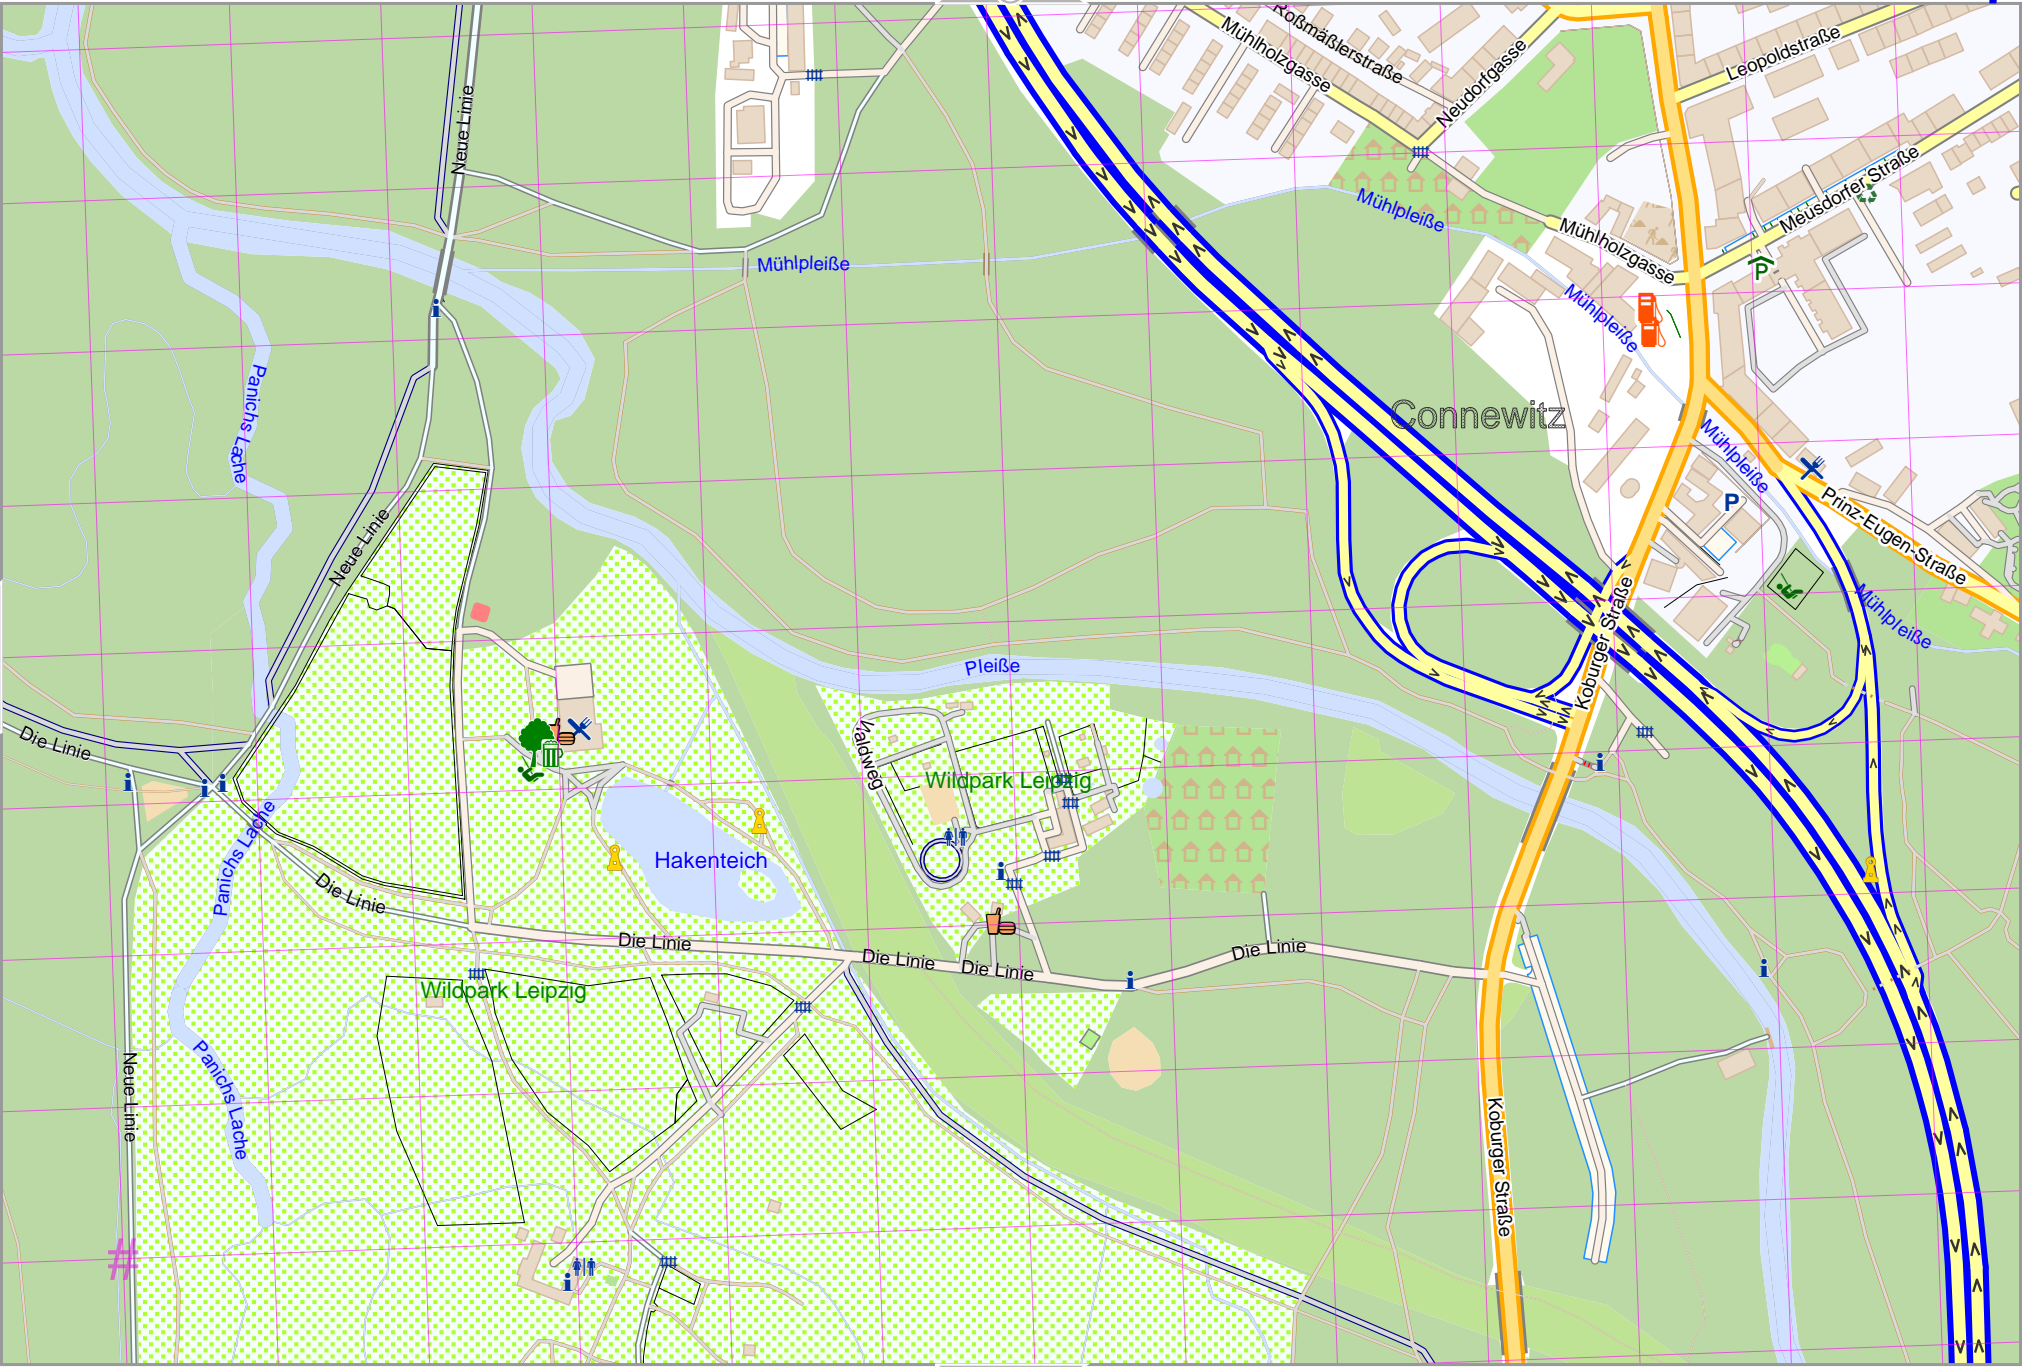 Roßmäßlerstraße
Mühlholzgasse
Neudorfgasse
Leopoldstraße
Neue Linie
Meusdorfer Straße
Mühlpleiße
Mühlholzgasse
Mühlpleiße
P
Mühlpleiße
Panichs Lache
Connewitz
Mühlpleiße
P
Prinz-Eugen-Straße
Neue Linie
Mühlpleiße
Koburger Straße
Pleiße
Die Linie
Waldweg
Wildpark Leipzig
Panichs Lache
Hakenteich
Die Linie
Die Linie
Die Linie
Die Linie
Die Linie
Wildpark Leipzig
Panichs Lache
Neue Linie
Koburger Straße
#